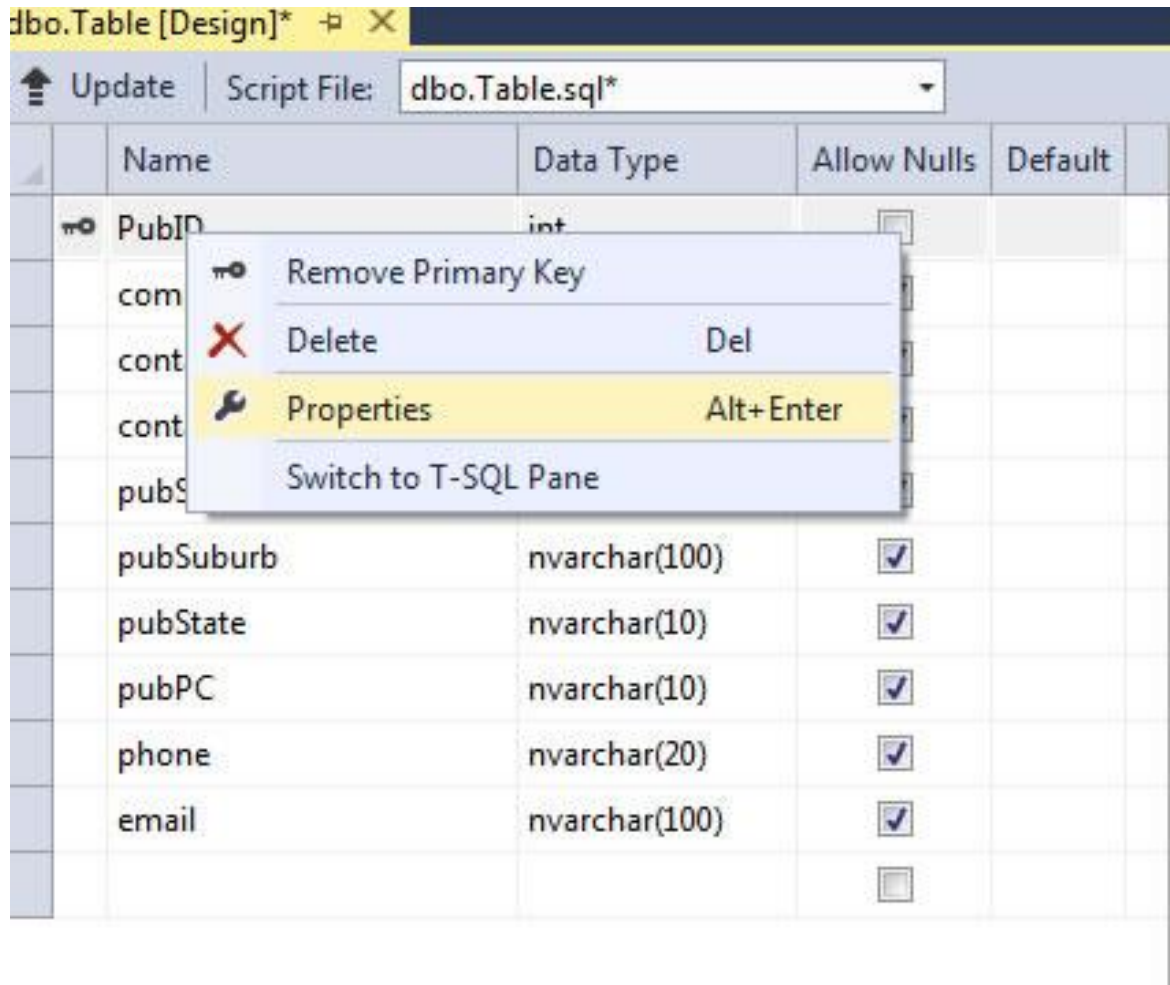 dbo.Table [Design]*
Update Script File: dbo.Table.sql*
Name Data Type Allow Nulls Default
PubID int
Remove Primary Key
com
Delete Del
cont
Properties Alt+Enter
cont
Switch to T-SQL Pane
pubS
pubSuburb nvarchar(100)
pubState nvarchar(10)
pubPC nvarchar(10)
phone nvarchar(20)
email nvarchar(100)